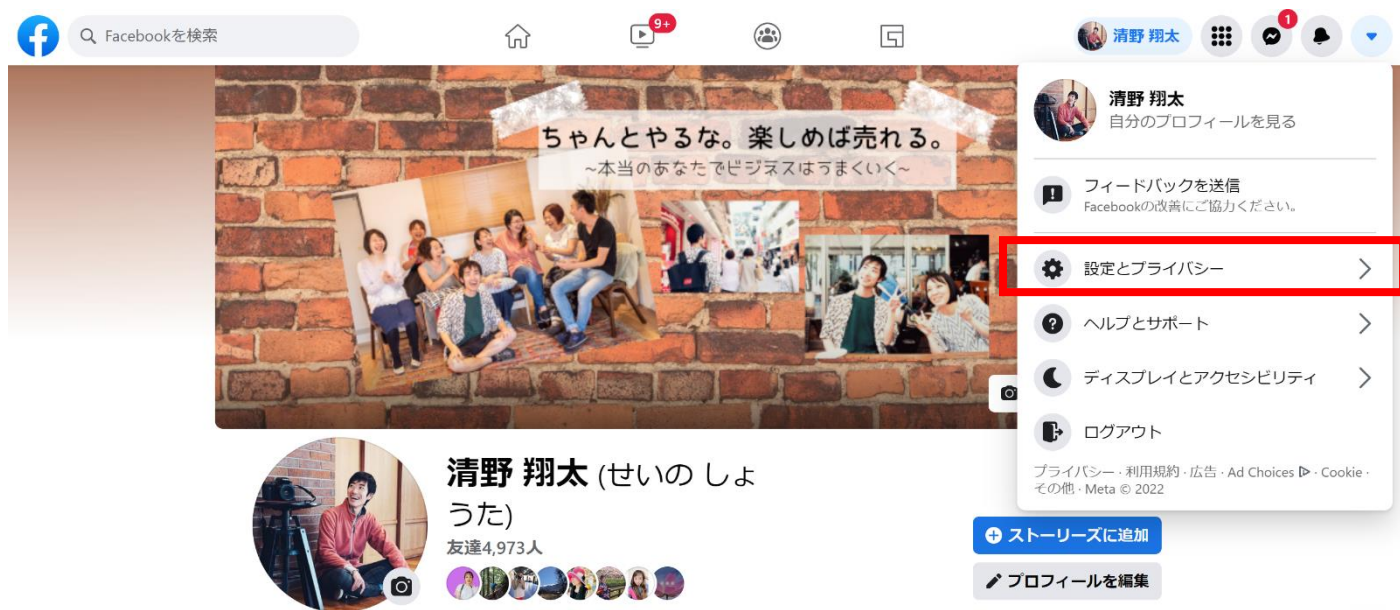 Facebookを検索
9+
清野 翔太
1
清野 翔太
自分のプロフィールを見る
フィードバックを送信
Facebookの改善にご協力ください。
設定とプライバシー
ヘルプとサポート
ディスプレイとアクセシビリティ
ログアウト
プライバシー · 利用規約 · 広告 · Ad Choices · Cookie ·
その他 · Meta © 2022
ちゃんとやるな。楽しめば売れる。
~本当のあなたでビジネスはうまくいく~
清野 翔太 (せいの しょ
うた)
友達4,973人
ストーリーズに追加
プロフィールを編集